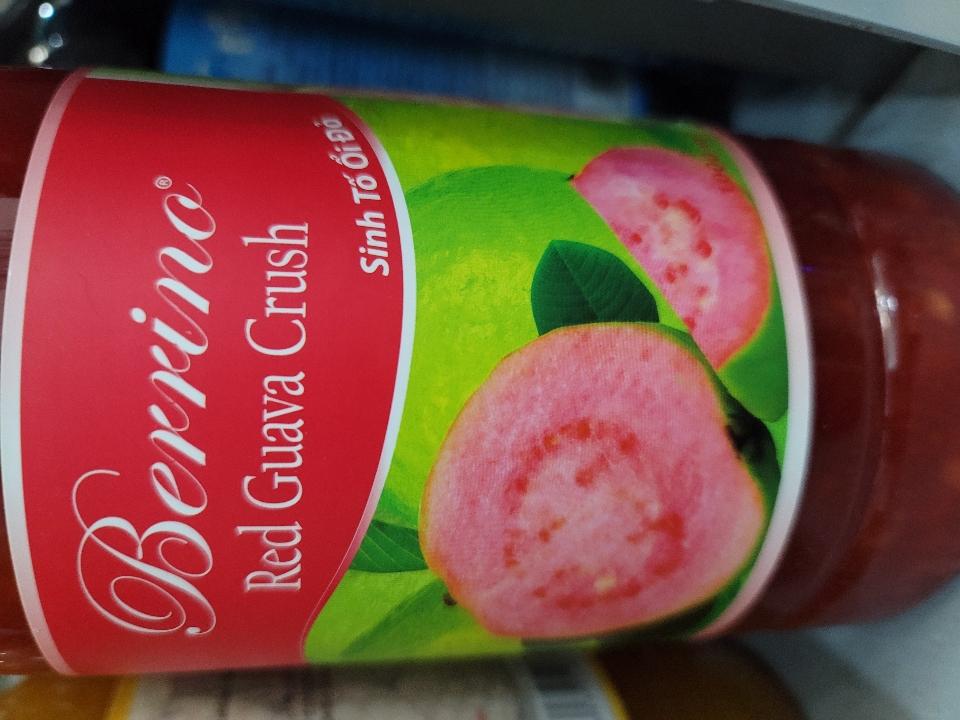 Berrino®
Red Guava Crush
Sinh Tố Ổi Đỏ